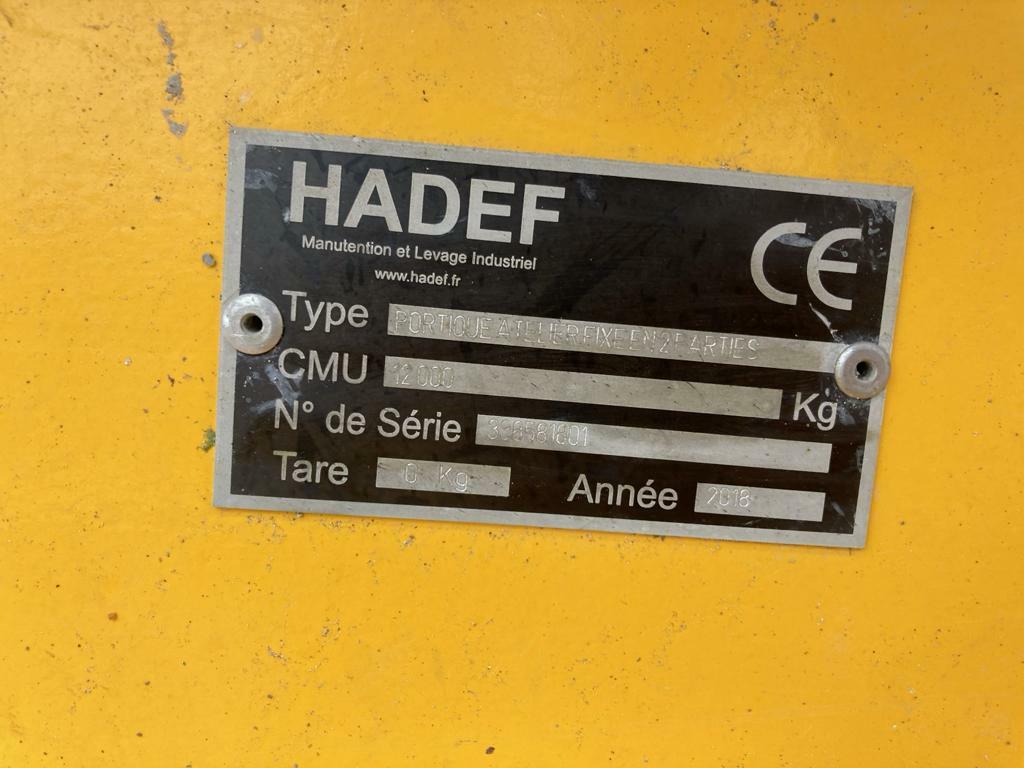 HADEF
Manutention et Levage Industriel
www.hadef.fr
CE
Type PORTIQUE ATELIER FIXE EN 2 PARTIES
CMU 12 000 Kg
N° de Série
Tare 0 Kg Année 2018